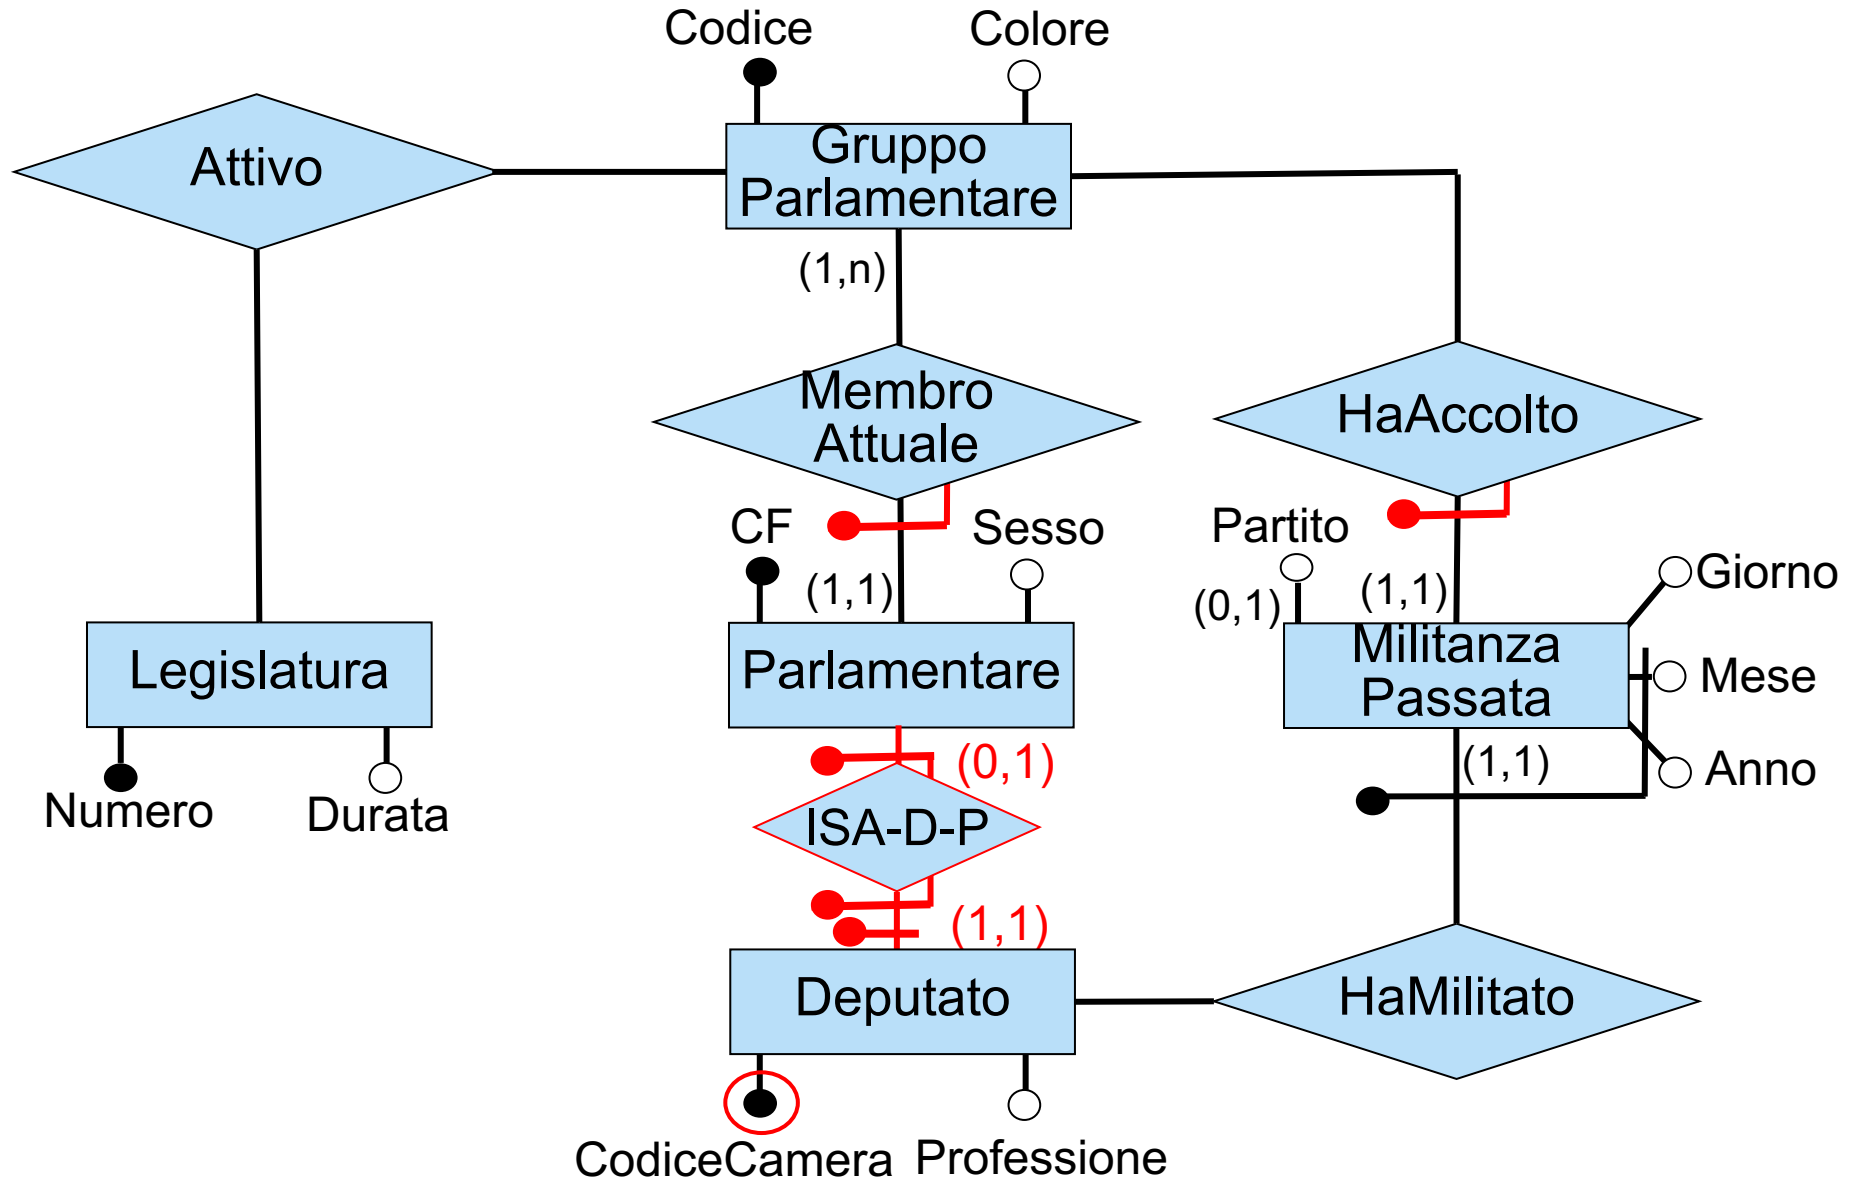 Codice
Colore
Attivo
Gruppo
Parlamentare
(1,n)
Membro
Attuale
HaAccolto
CF
Sesso
Partito
(1,1)
(0,1)
(1,1)
Giorno
Legislatura
Parlamentare
Militanza
Passata
Mese
Numero
Durata
(0,1)
(1,1)
Anno
ISA-D-P
(1,1)
Deputato
HaMilitato
CodiceCamera
Professione